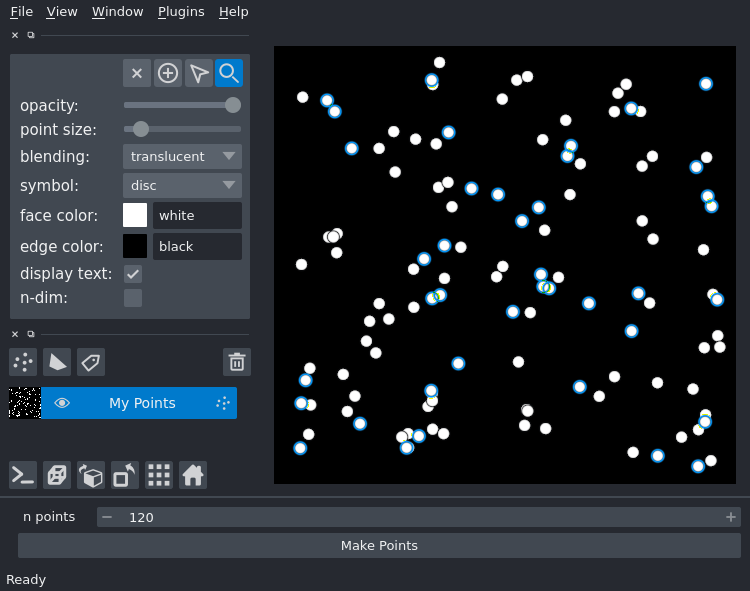 File View Window Plugins Help
opacity:
point size:
blending: translucent
symbol: disc
face color: white
edge color: black
display text:
n-dim:
My Points
n points 120
Make Points
Ready